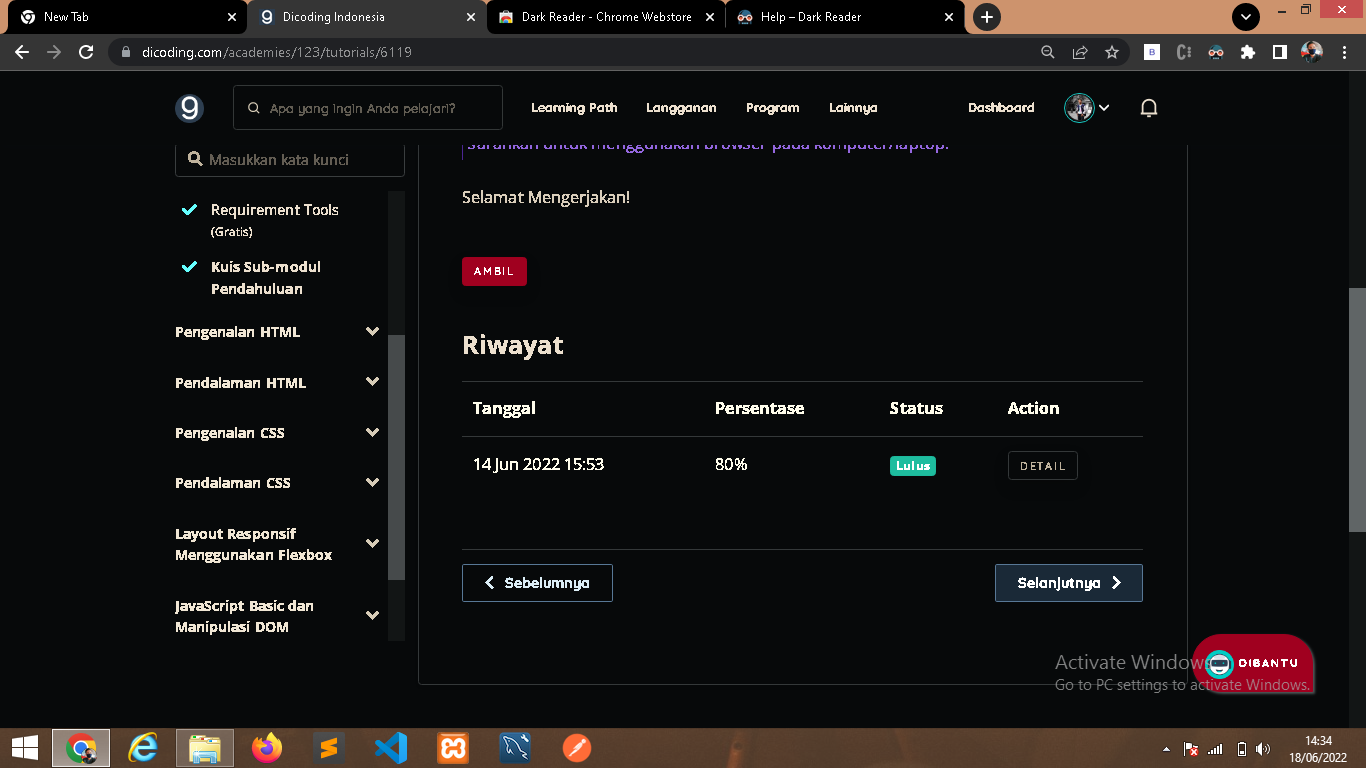 New Tab
Dicoding Indonesia
Dark Reader - Chrome Webstore
Help – Dark Reader
dicoding.com/academies/123/tutorials/6119
Apa yang ingin Anda pelajari?
Learning Path
Langganan
Program
Lainnya
Dashboard
Masukkan kata kunci
Requirement Tools
(Gratis)
Kuis Sub-modul
Pendahuluan
Pengenalan HTML
Pendalaman HTML
Pengenalan CSS
Pendalaman CSS
Layout Responsif
Menggunakan Flexbox
JavaScript Basic dan
Manipulasi DOM
Sarankan untuk menggunakan browser pada komputer/laptop.
Selamat Mengerjakan!
AMBIL
Riwayat
Tanggal Persentase Status Action
14 Jun 2022 15:53 80% Lulus DETAIL
Sebelumnya
Selanjutnya
DIBANTU
Activate Windows
Go to PC settings to activate Windows.
14:34
18/06/2022